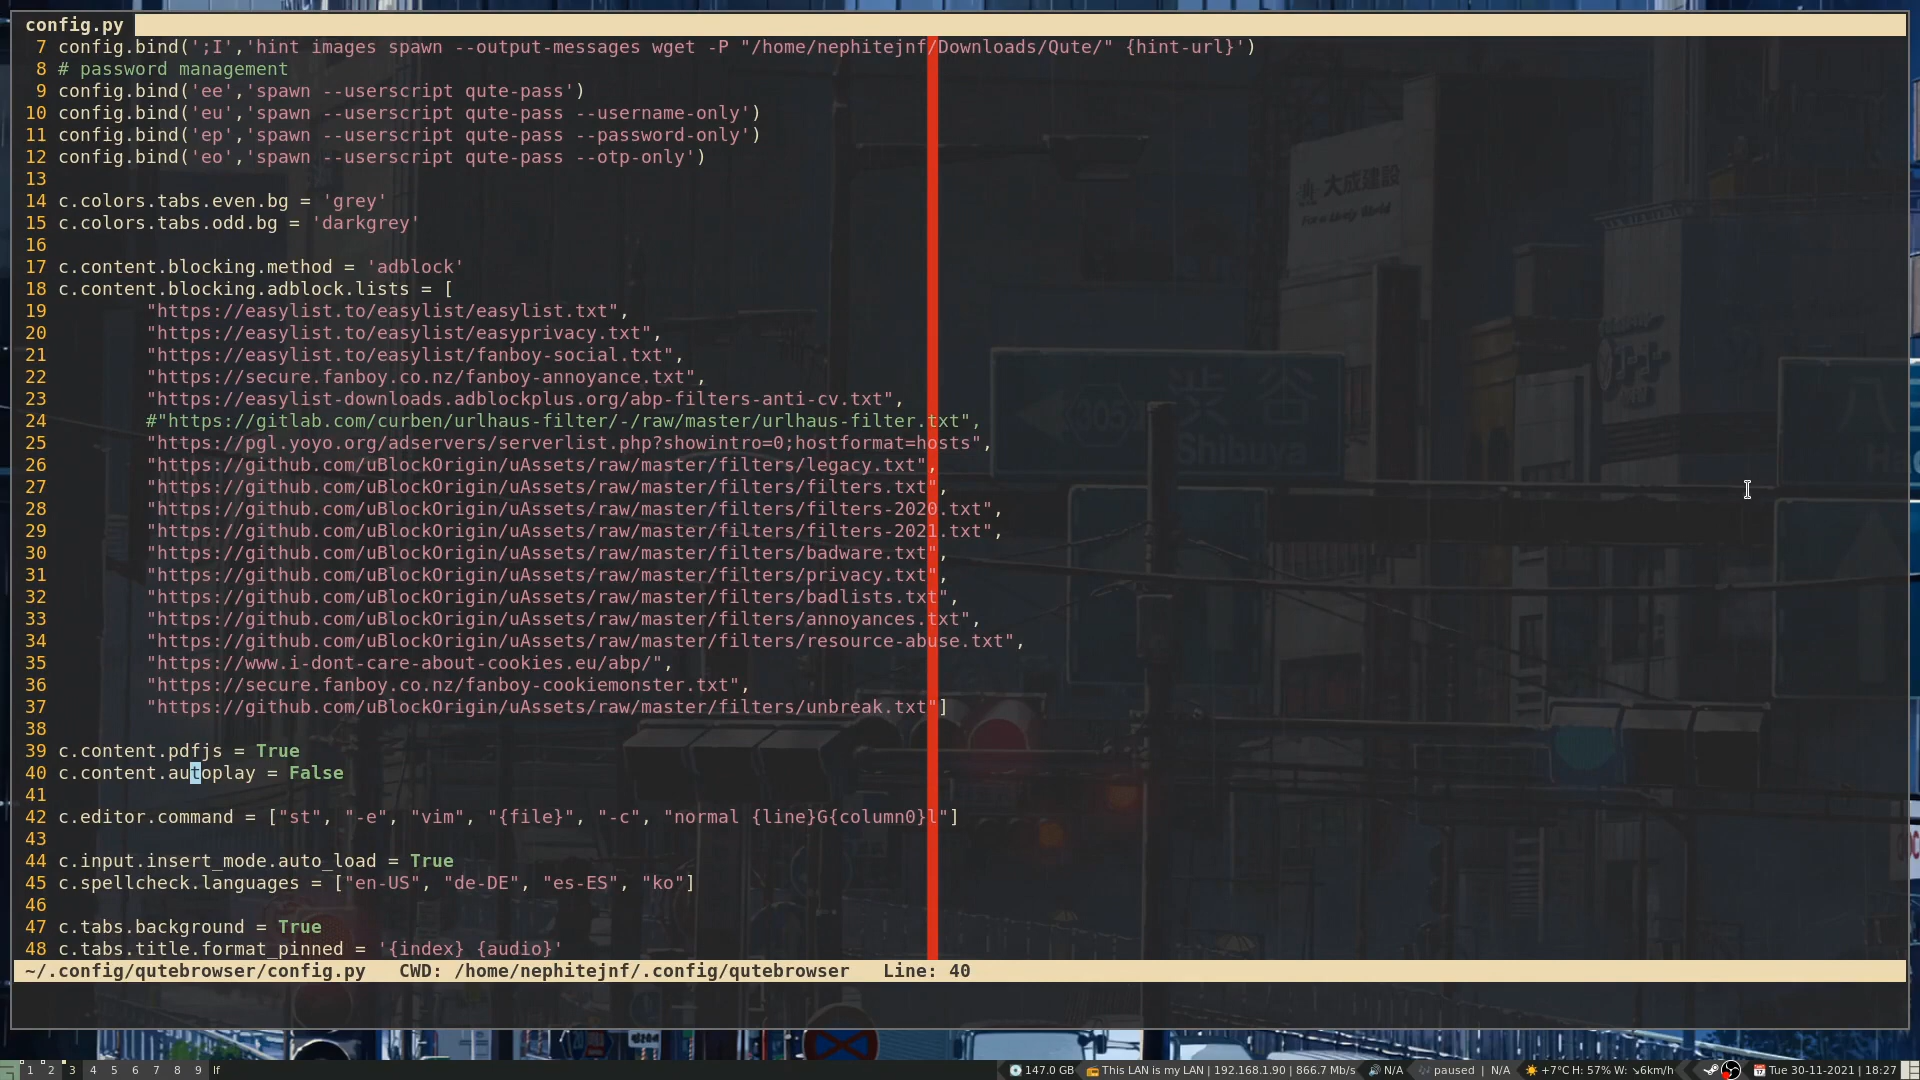 config.py
7 config.bind(';I','hint images spawn --output-messages wget -P "/home/nephitejnf/Downloads/Qute/" {hint-url}')
8 # password management
9 config.bind('ee','spawn --userscript qute-pass')
10 config.bind('eu','spawn --userscript qute-pass --username-only')
11 config.bind('ep','spawn --userscript qute-pass --password-only')
12 config.bind('eo','spawn --userscript qute-pass --otp-only')
13
14 c.colors.tabs.even.bg = 'grey'
15 c.colors.tabs.odd.bg = 'darkgrey'
16
17 c.content.blocking.method = 'adblock'
18 c.content.blocking.adblock.lists = [
19 "https://easylist.to/easylist/easylist.txt",
20 "https://easylist.to/easylist/easyprivacy.txt",
21 "https://easylist.to/easylist/fanboy-social.txt",
22 "https://secure.fanboy.co.nz/fanboy-annoyance.txt",
23 "https://easylist-downloads.adblockplus.org/abp-filters-anti-cv.txt",
24 #"https://gitlab.com/curben/urlhaus-filter/-/raw/master/urlhaus-filter.txt",
25 "https://pgl.yoyo.org/adservers/serverlist.php?showintro=0;hostformat=hosts",
26 "https://github.com/uBlockOrigin/uAssets/raw/master/filters/legacy.txt",
27 "https://github.com/uBlockOrigin/uAssets/raw/master/filters/filters.txt",
28 "https://github.com/uBlockOrigin/uAssets/raw/master/filters/filters-2020.txt",
29 "https://github.com/uBlockOrigin/uAssets/raw/master/filters/filters-2021.txt",
30 "https://github.com/uBlockOrigin/uAssets/raw/master/filters/badware.txt",
31 "https://github.com/uBlockOrigin/uAssets/raw/master/filters/privacy.txt",
32 "https://github.com/uBlockOrigin/uAssets/raw/master/filters/badlists.txt",
33 "https://github.com/uBlockOrigin/uAssets/raw/master/filters/annoyances.txt",
34 "https://github.com/uBlockOrigin/uAssets/raw/master/filters/resource-abuse.txt",
35 "https://www.i-dont-care-about-cookies.eu/abp/",
36 "https://secure.fanboy.co.nz/fanboy-cookiemonster.txt",
37 "https://github.com/uBlockOrigin/uAssets/raw/master/filters/unbreak.txt"]
38
39 c.content.pdfjs = True
40 c.content.autoplay = False
41
42 c.editor.command = ["st", "-e", "vim", "{file}", "-c", "normal {line}G{column0}l"]
43
44 c.input.insert_mode.auto_load = True
45 c.spellcheck.languages = ["en-US", "de-DE", "es-ES", "ko"]
46
47 c.tabs.background = True
48 c.tabs.title.format_pinned = '{index} {audio}'
~/.config/qutebrowser/config.py CWD: /home/nephitejnf/.config/qutebrowser Line: 40
大成建設
For a Lively World
305
渋谷
Shibuya
八
1 2 3 4 5 6 7 8 9 lf
147.0 GB | This LAN is my LAN | 192.168.1.90 | 866.7 Mb/s N/A paused | N/A +7°C H: 57% W: ↘6km/h Tue 30-11-2021 | 18:27